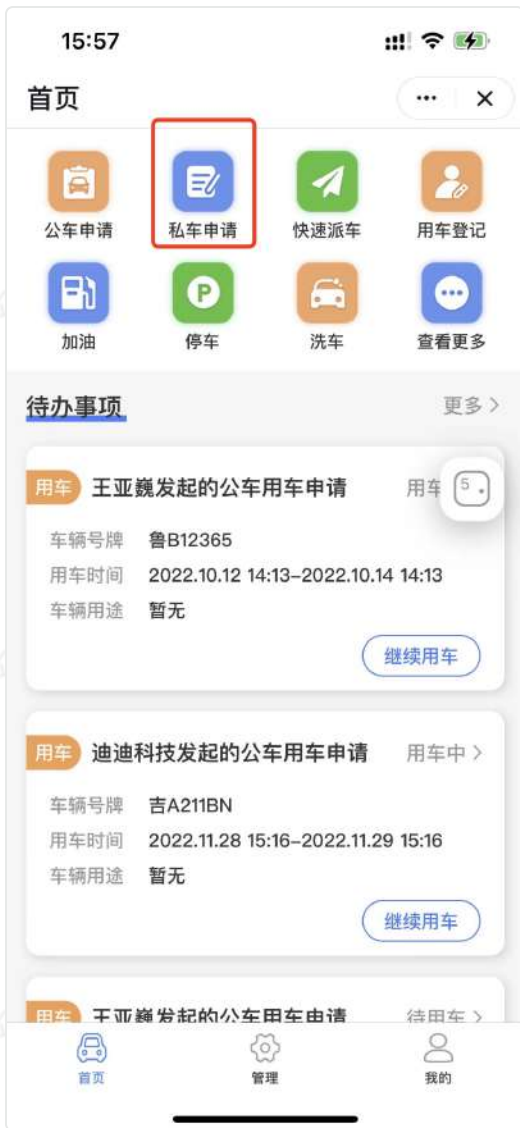 15:57
首页
公车申请 私车申请 快速派车 用车登记
P
加油 停车 洗车 查看更多
待办事项 更多
用车 王亚巍发起的公车用车申请 用车
5
车辆号牌 鲁B12365
用车时间 2022.10.12 14:13-2022.10.14 14:13
车辆用途 暂无
继续用车
用车 迪迪科技发起的公车用车申请 用车中
车辆号牌 吉A211BN
用车时间 2022.11.28 15:16-2022.11.29 15:16
车辆用途 暂无
继续用车
用车 王亚巍发起的公车用车申请 待用车
首页 管理 我的